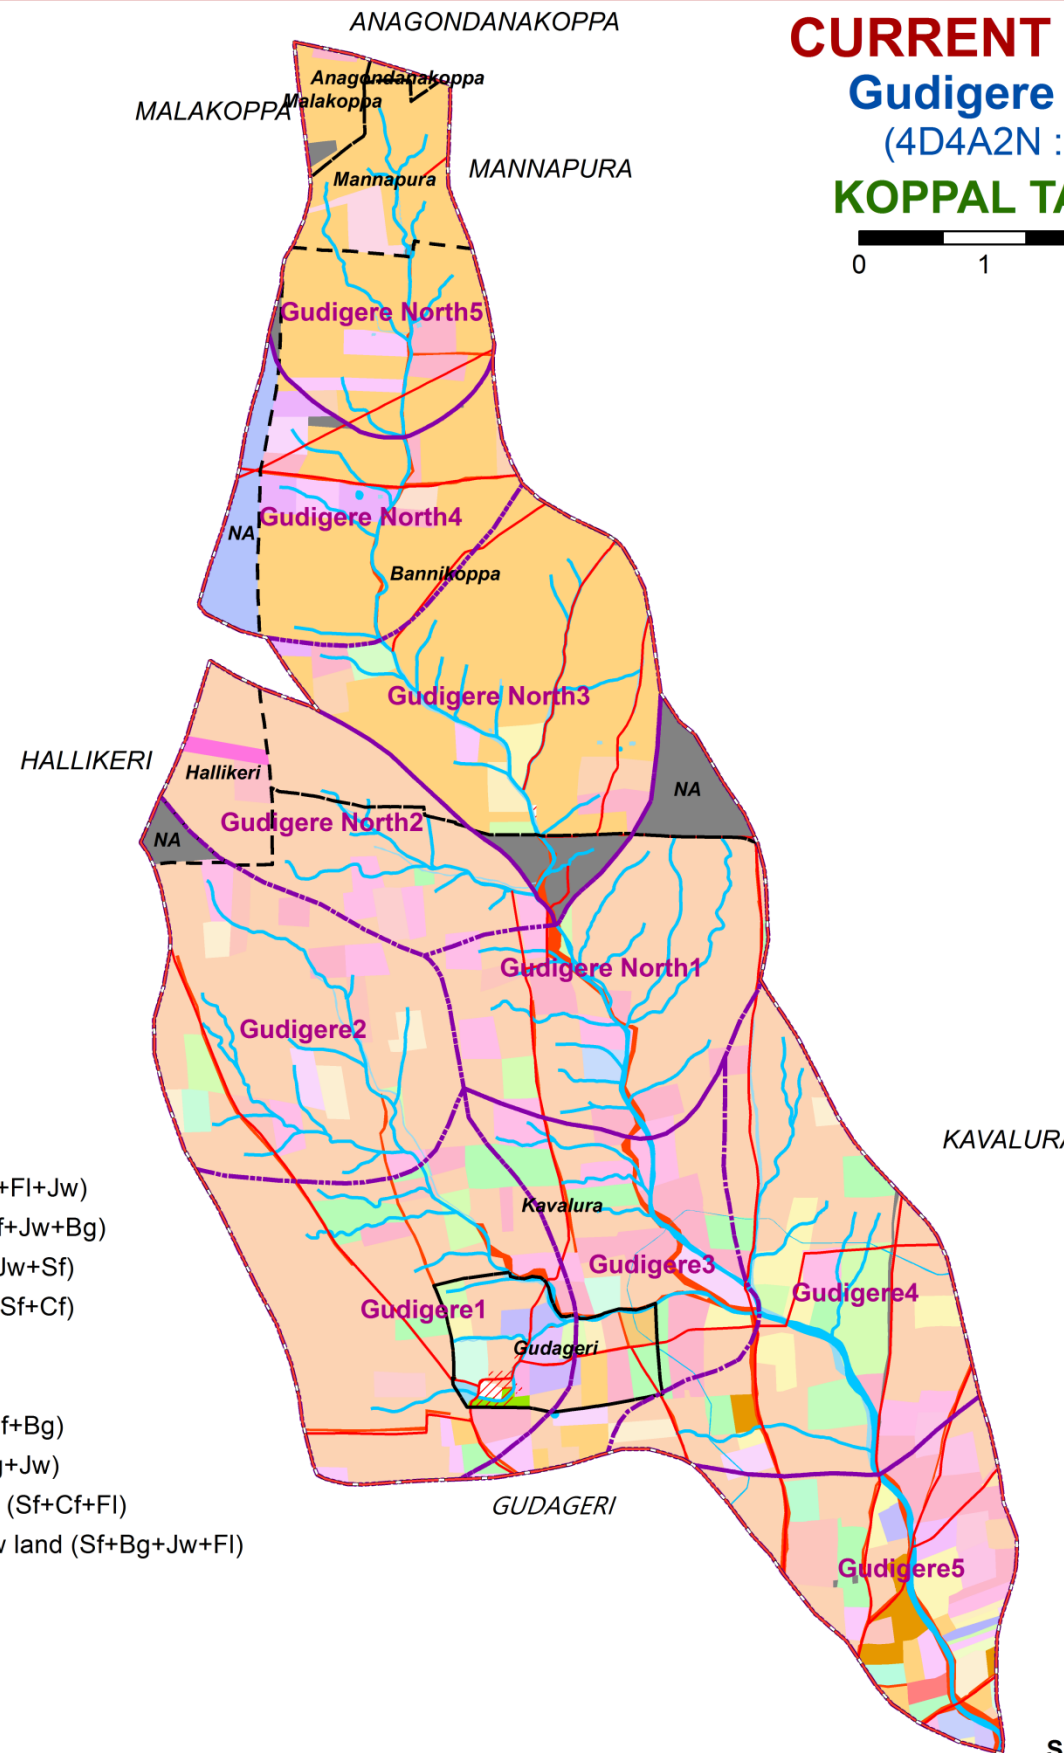 ANAGONDANAKOPPA
CURRENT
Gudigere
(4D4A2N :
KOPPAL
0 1
Anagondanakoppa
Malakoppa
MALAKOPPA
MANNAPURA
Mannapura
Gudigere North5
Gudigere North4
NA
Bannikoppa
Gudigere North3
HALLIKERI
Hallikeri
NA
Gudigere North2
NA
Gudigere North1
Gudigere2
KAVALURA
+Fl+Jw)
Kavalura
f+Jw+Bg)
Jw+Sf)
Gudigere3
Gudigere4
Sf+Cf)
Gudigere1
Gudageri
f+Bg)
+Jw)
(Sf+Cf+Fl)
GUDAGERI
land (Sf+Bg+Jw+Fl)
Gudigere5